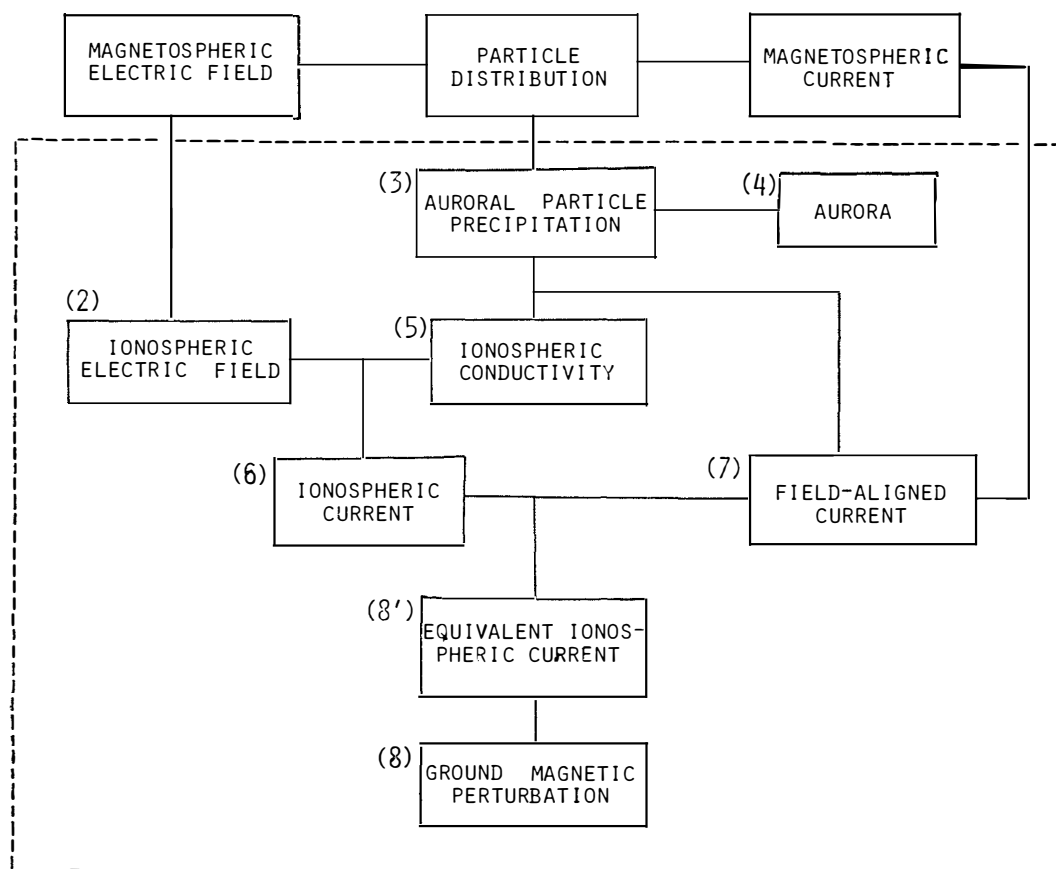 MAGNETOSPHERIC
ELECTRIC FIELD
PARTICLE
DISTRIBUTION
MAGNETOSPHERIC
CURRENT
(3)
AURORAL PARTICLE
PRECIPITATION
(4)
AURORA
(2)
IONOSPHERIC
ELECTRIC FIELD
(5)
IONOSPHERIC
CONDUCTIVITY
(6)
IONOSPHERIC
CURRENT
(7)
FIELD-ALIGNED
CURRENT
(8')
EQUIVALENT IONOS-
PHERIC CURRENT
(8)
GROUND MAGNETIC
PERTURBATION